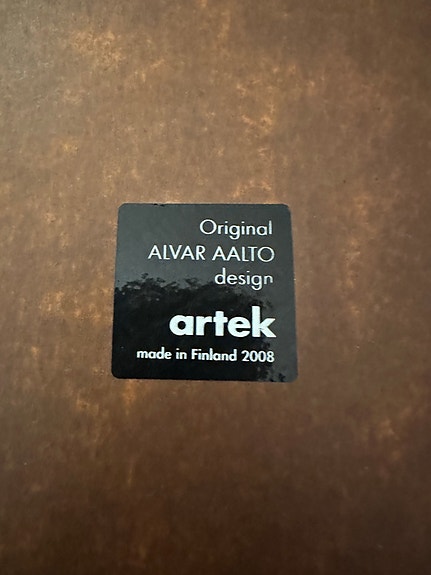 Original
ALVAR AALTO
design
artek
made in Finland 2008